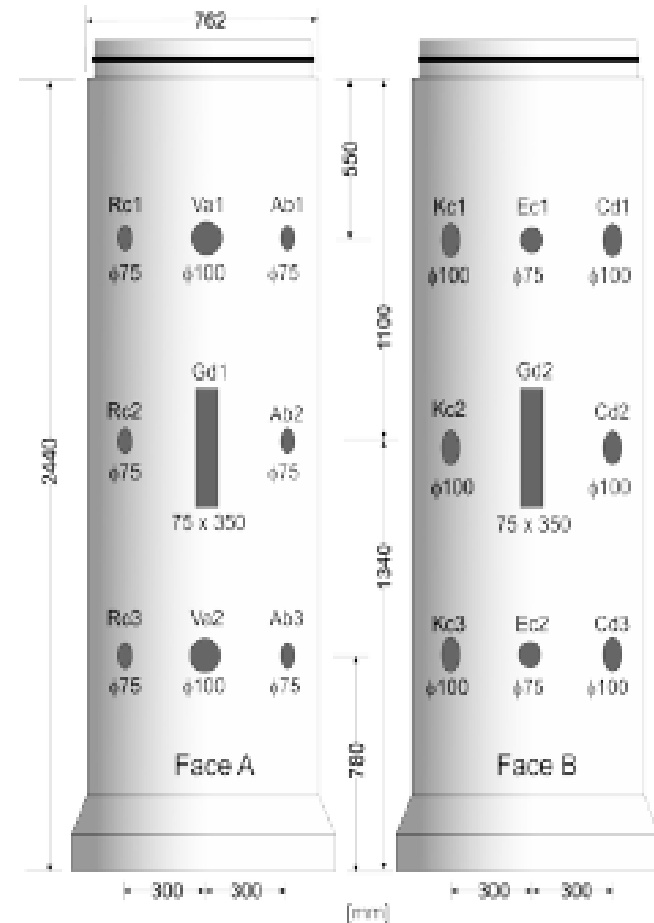 762
550
Rc1 Va1 Ab1
φ75 φ100 φ75
Kc1 Ec1 Cd1
φ100 φ75 φ100
1100
Gd1
Gd2
Rc2 Ab2
φ75 φ75
Kc2 Cd2
φ100 φ100
2440
75 x 350
75 x 350
1340
Rc3 Va2 Ab3
φ75 φ100 φ75
Kc3 Ec2 Cd3
φ100 φ75 φ100
780
Face A
Face B
300 300
300 300
[mm]